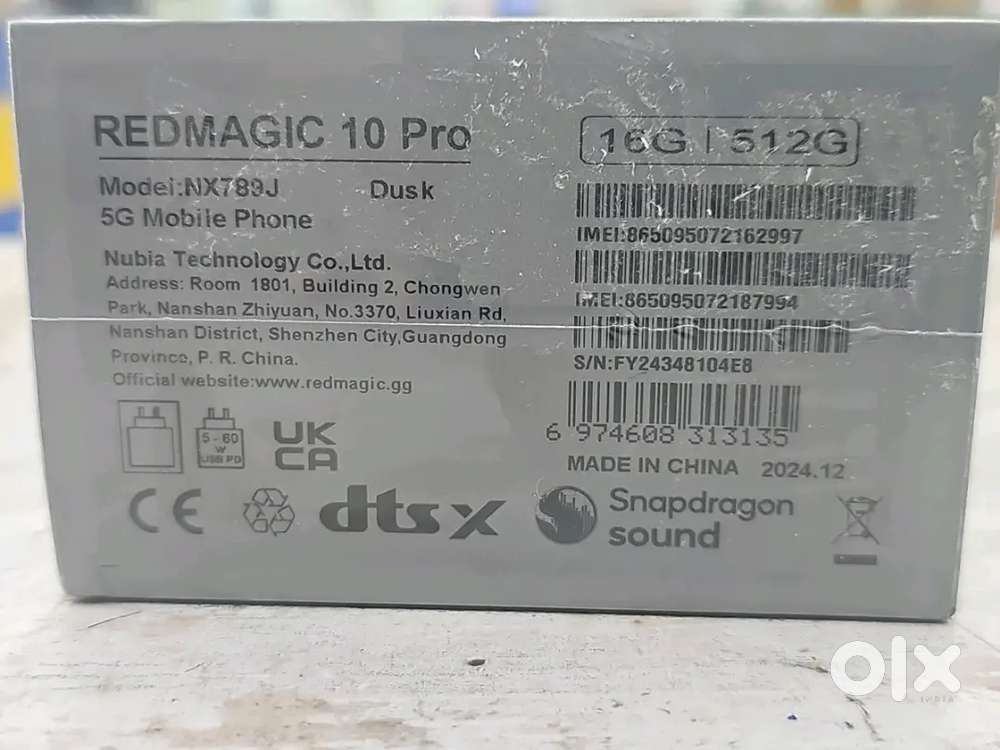 REDMAGIC 10 Pro
16G | 512G
Model:NX789J Dusk
5G Mobile Phone
IMEI:865095072162997
Nubia Technology Co.,Ltd.
Address: Room 1801, Building 2, Chongwen
Park, Nanshan Zhiyuan, No.3370, Liuxian Rd,
Nanshan District, Shenzhen City,Guangdong
Province, P. R. China.
Official website:www.redmagic.gg
IMEI:865095072187994
S/N:FY24348104E8
6 974608 313135
MADE IN CHINA 2024.12
5 - 80
W
USB PD
UK
CA
CE
dts X
Snapdragon
sound
olx
INDIA